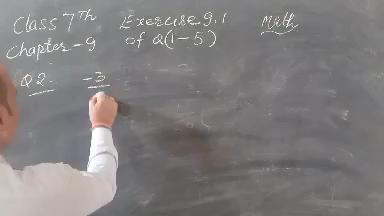 Class 7Th Exercise 9.1 Math
Chapter-9 of Q(1-5)
Q2. -3